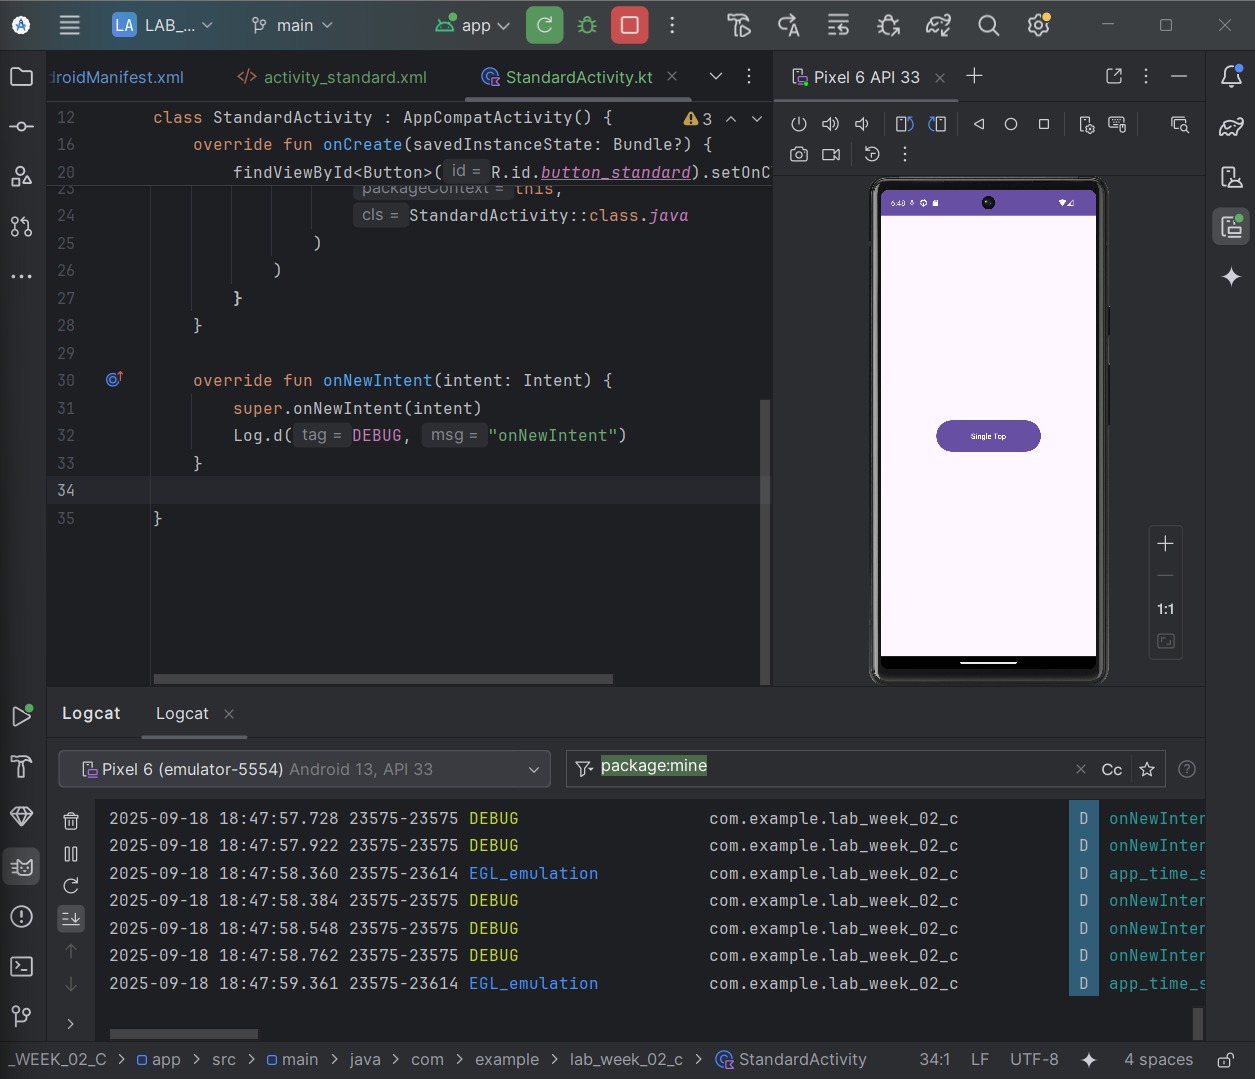 LA LAB_... main app
droidManifest.xml activity_standard.xml StandardActivity.kt
Pixel 6 API 33
12 class StandardActivity : AppCompatActivity() { 3
16 override fun onCreate(savedInstanceState: Bundle?) {
20 findViewById<Button>( id = R.id.button_standard).setOnC
23 packageContext = this,
24 cls = StandardActivity::class.java
25 )
26 )
27 }
28 }
29
30 override fun onNewIntent(intent: Intent) {
31 super.onNewIntent(intent)
32 Log.d( tag = DEBUG, msg = "onNewIntent")
33 }
34
35 }
6:48
Single Top
1:1
Logcat Logcat
Pixel 6 (emulator-5554) Android 13, API 33 package:mine Cc
2025-09-18 18:47:57.728 23575-23575 DEBUG com.example.lab_week_02_c D onNewInter
2025-09-18 18:47:57.922 23575-23575 DEBUG com.example.lab_week_02_c D onNewInter
2025-09-18 18:47:58.360 23575-23614 EGL_emulation com.example.lab_week_02_c D app_time_s
2025-09-18 18:47:58.384 23575-23575 DEBUG com.example.lab_week_02_c D onNewInter
2025-09-18 18:47:58.548 23575-23575 DEBUG com.example.lab_week_02_c D onNewInter
2025-09-18 18:47:58.762 23575-23575 DEBUG com.example.lab_week_02_c D onNewInter
2025-09-18 18:47:59.361 23575-23614 EGL_emulation com.example.lab_week_02_c D app_time_s
_WEEK_02_C > app > src > main > java > com > example > lab_week_02_c > StandardActivity 34:1 LF UTF-8 4 spaces